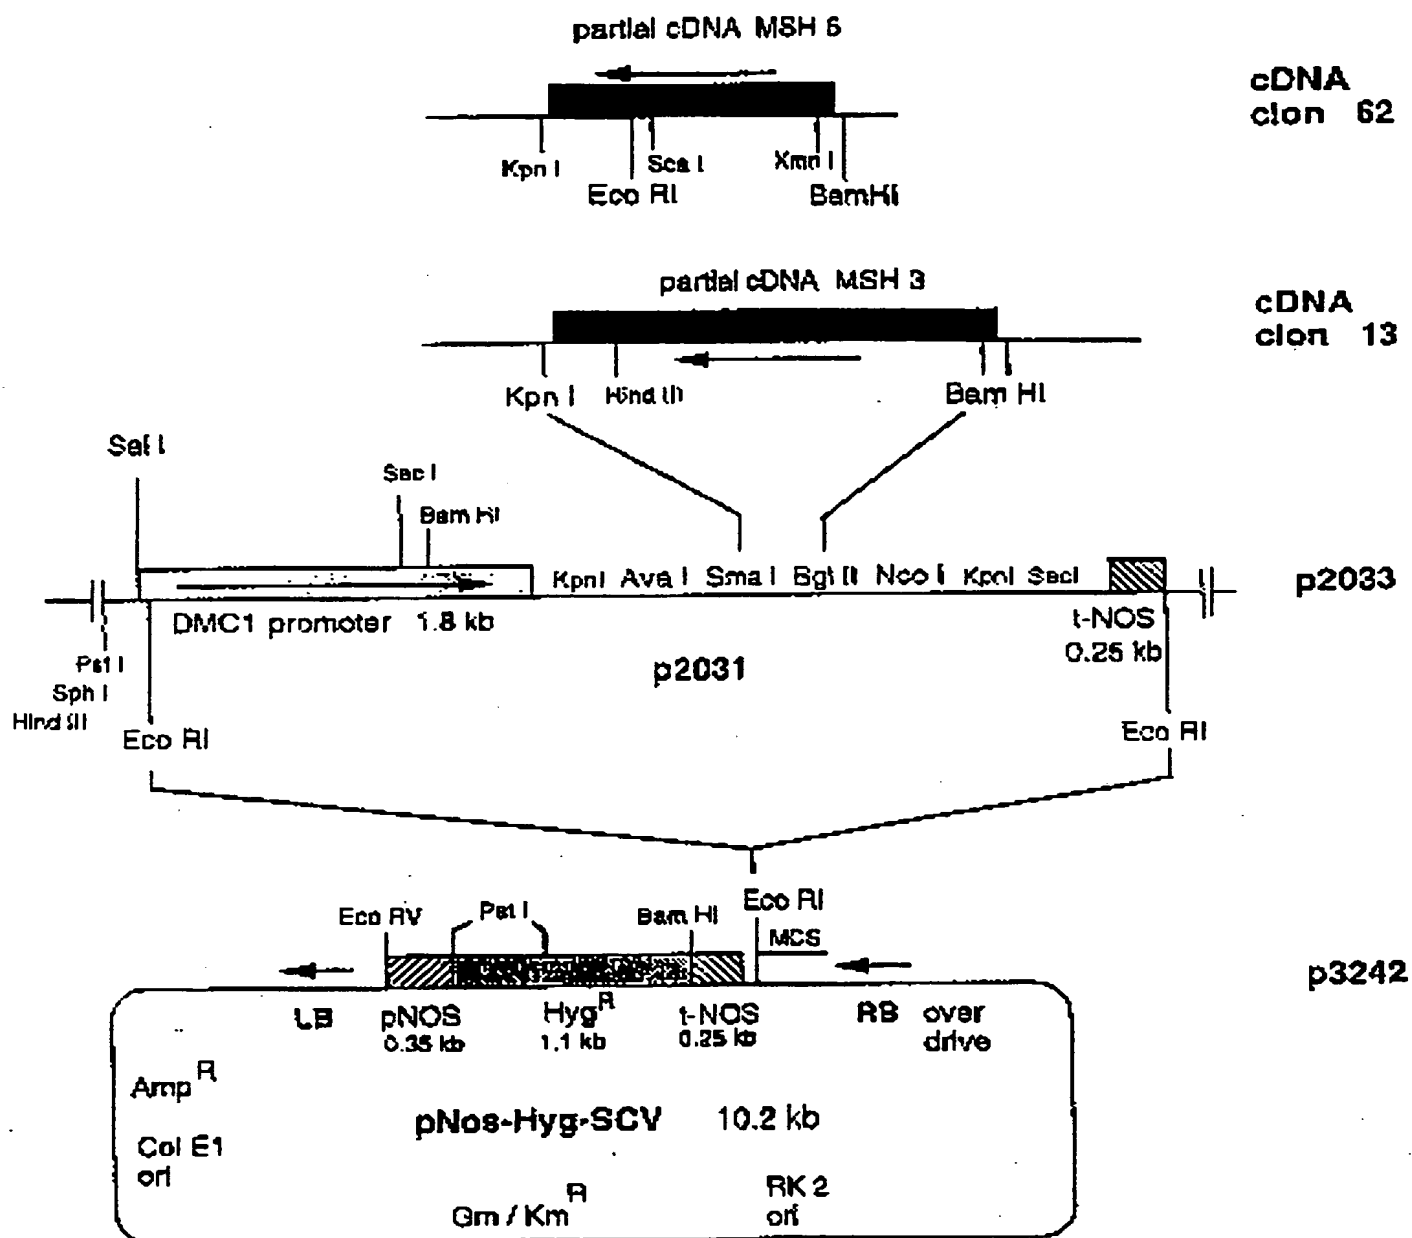 partial cDNA MSH 6
cDNA
clon 62
Kpn I
Sca I
Xmn I
Eco RI
BamHI
partial cDNA MSH 3
cDNA
clon 13
Kpn I
Hind III
Bam HI
Sal I
Sac I
Bam HI
KpnI Ava I Sma I Bgl II Nco I KpnI SacI
p2033
DMC1 promoter 1.8 kb
t-NOS
0.25 kb
p2031
Pst I
Sph I
Hind III
Eco RI
Eco RI
Eco RV
Pst I
Bam HI
Eco RI
MCS
p3242
LB
pNOS
0.35 kb
Hyg R
1.1 kb
t-NOS
0.25 kb
RB
over
drive
Amp R
pNos-Hyg-SCV 10.2 kb
Col E1
ori
Gm / Km R
RK 2
ori